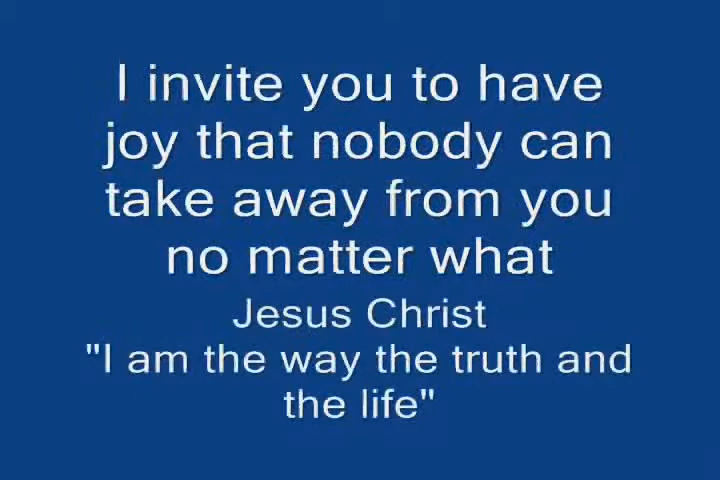 I invite you to have
joy that nobody can
take away from you
no matter what
Jesus Christ
"I am the way the truth and
the life"